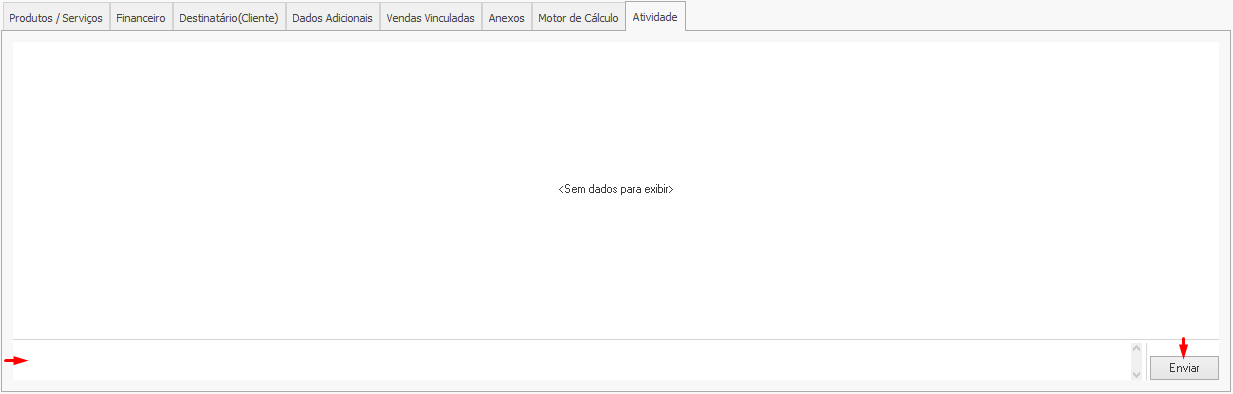 Produtos / Serviços Financeiro Destinatário(Cliente) Dados Adicionais Vendas Vinculadas Anexos Motor de Cálculo Atividade
<Sem dados para exibir>
Enviar